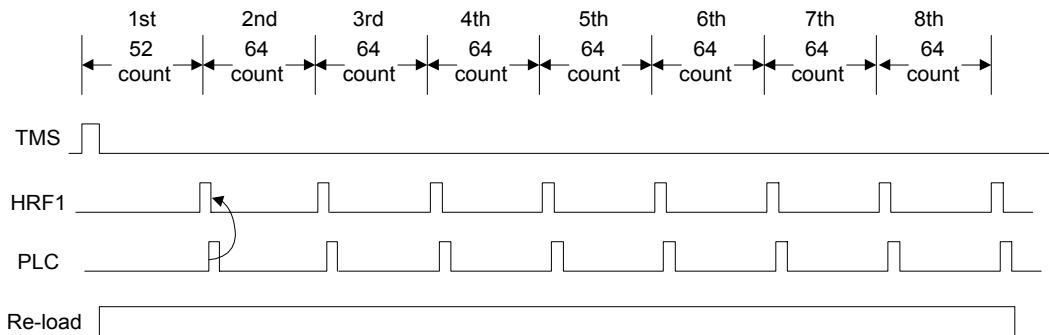 1st 2nd 3rd 4th 5th 6th 7th 8th
52 64 64 64 64 64 64 64
count count count count count count count count
TMS
HRF1
PLC
Re-load